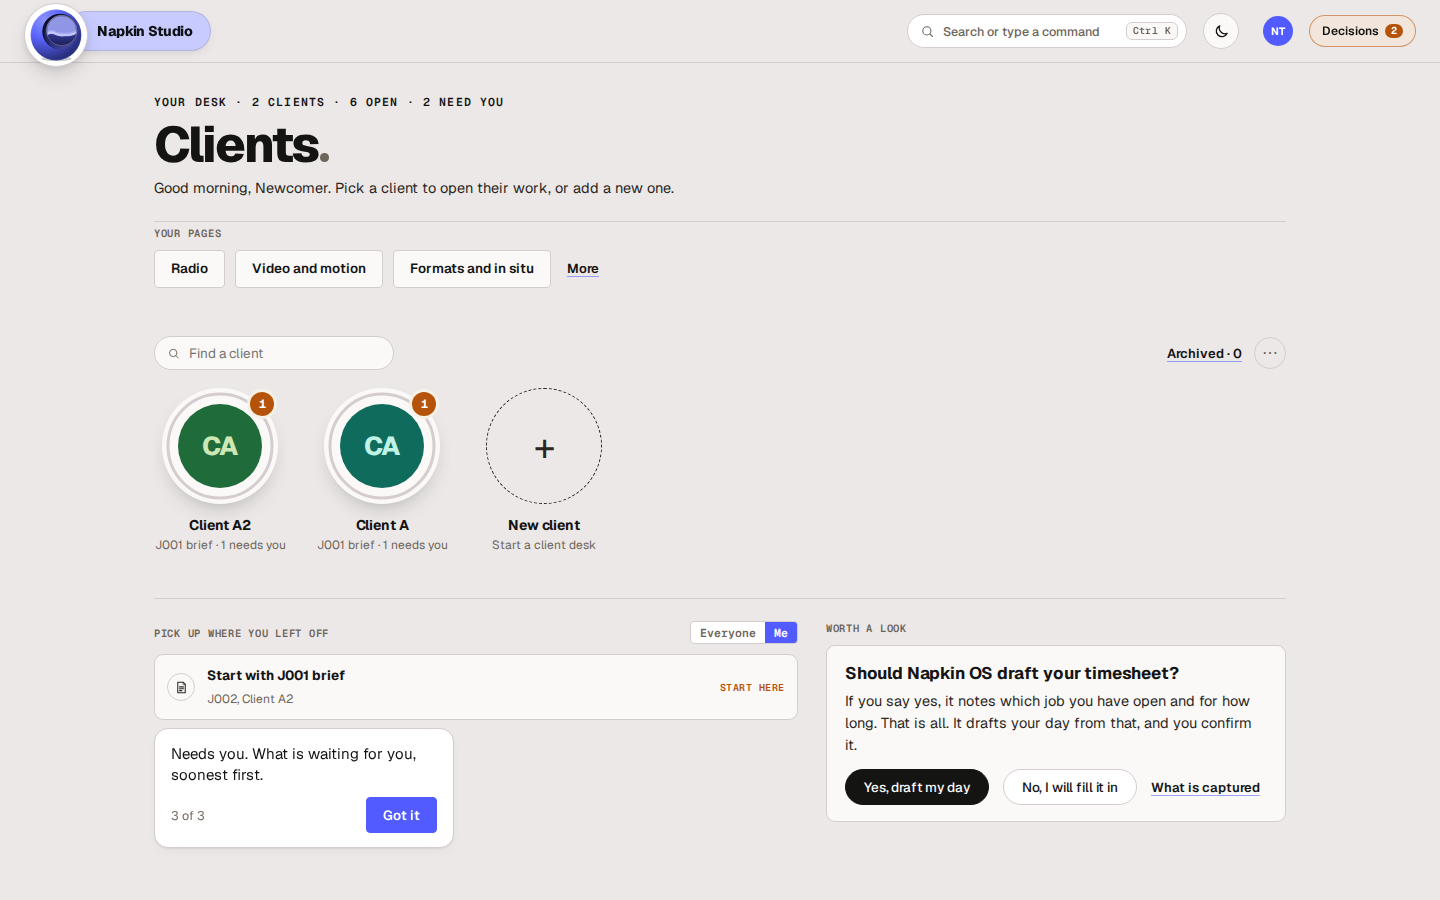 Napkin Studio
Search or type a command
Ctrl K
NT
Decisions 2
YOUR DESK · 2 CLIENTS · 6 OPEN · 2 NEED YOU
Clients.
Good morning, Newcomer. Pick a client to open their work, or add a new one.
YOUR PAGES
Radio
Video and motion
Formats and in situ
More
Find a client
Archived · 0
CA
1
CA
1
+
Client A2
Client A
New client
J001 brief · 1 needs you
J001 brief · 1 needs you
Start a client desk
PICK UP WHERE YOU LEFT OFF
Everyone
Me
Start with J001 brief
J002, Client A2
START HERE
Needs you. What is waiting for you,
soonest first.
3 of 3
Got it
WORTH A LOOK
Should Napkin OS draft your timesheet?
If you say yes, it notes which job you have open and for how
long. That is all. It drafts your day from that, and you confirm
it.
Yes, draft my day
No, I will fill it in
What is captured